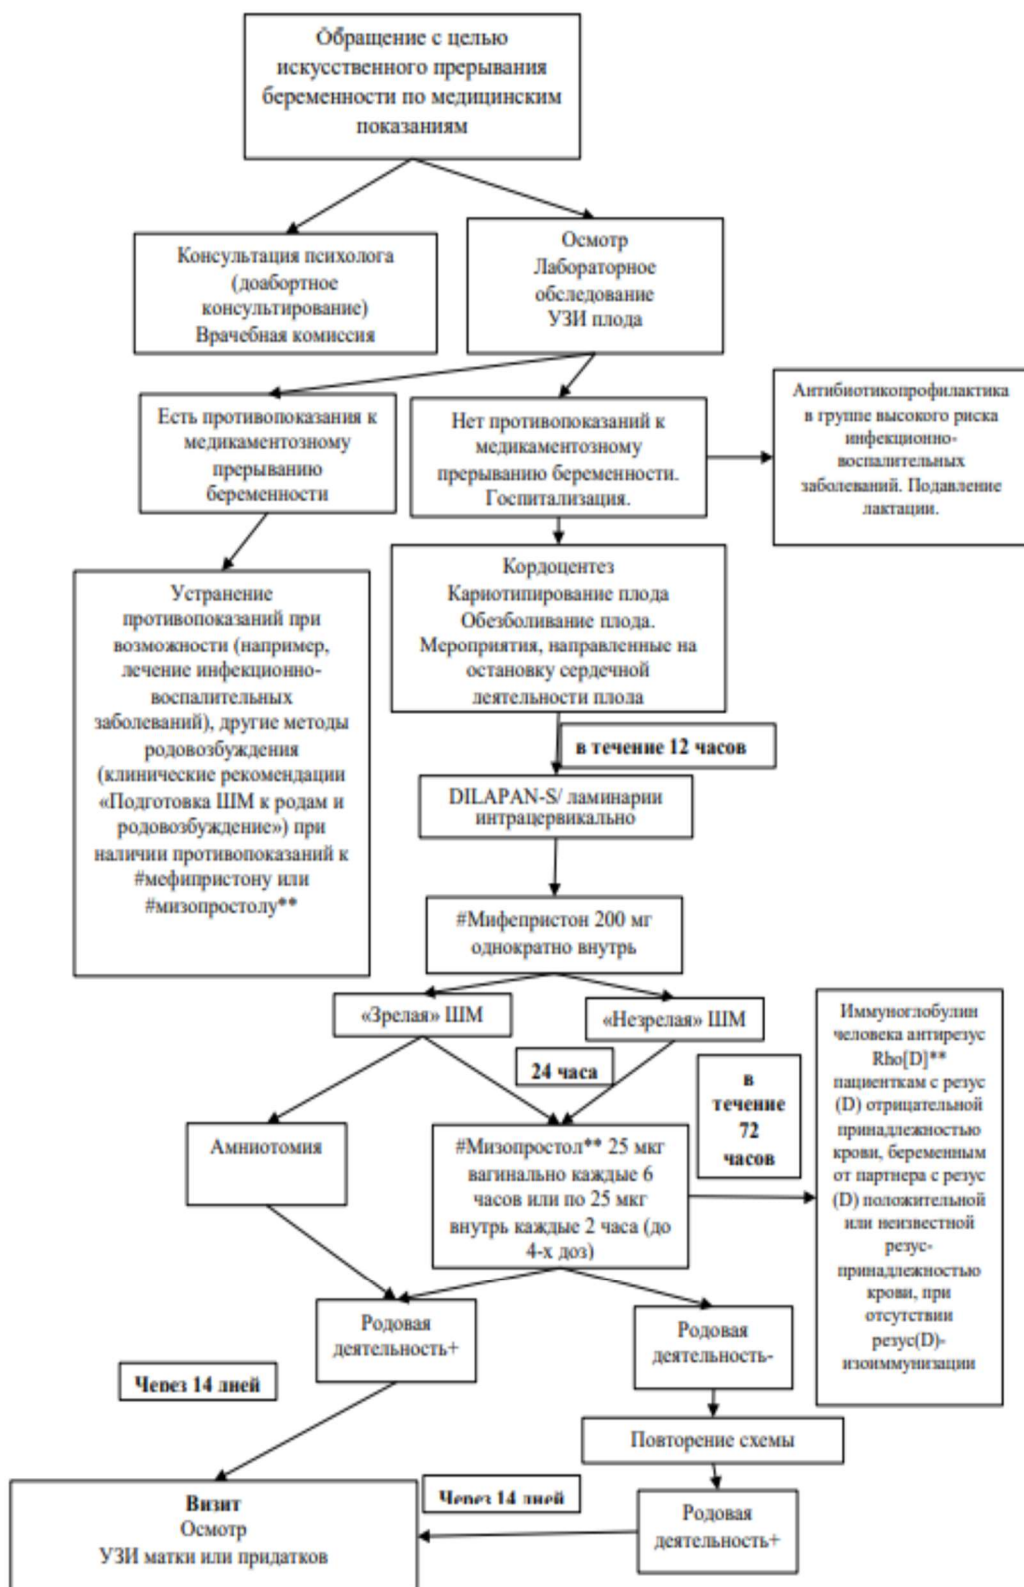 Обращение с целью
искусственного прерывания
беременности по медицинским
показаниям
Консультация психолога
(доабортное
консультирование)
Врачебная комиссия
Осмотр
Лабораторное
обследование
УЗИ плода
Есть противопоказания к
медикаментозному
прерыванию
беременности
Нет противопоказаний к
медикаментозному
прерыванию беременности.
Госпитализация.
Антибиотикопрофилактика
в группе высокого риска
инфекционно-
воспалительных
заболеваний. Подавление
лактации.
Устранение
противопоказаний при
возможности (например,
лечение инфекционно-
воспалительных
заболеваний), другие методы
родовозбуждения
(клинические рекомендации
«Подготовка ШМ к родам и
родовозбуждение») при
наличии противопоказаний к
#мефипристону или
#мизопростолу**
Кордоцентез
Кариотипирование плода
Обезболивание плода.
Мероприятия, направленные на
остановку сердечной
деятельности плода
в течение 12 часов
DILAPAN-S/ ламинарии
интрацервикально
#Мифепристон 200 мг
однократно внутрь
«Зрелая» ШМ
«Незрелая» ШМ
24 часа
в
течение
72
часов
Иммуноглобулин
человека антирезус
Rho[D]**
пациенткам с резус
(D) отрицательной
принадлежностью
крови, беременным
от партнера с резус
(D) положительной
или неизвестной
резус-
принадлежностью
крови, при
отсутствии
резус(D)-
изоиммунизации
Амниотомия
#Мизопростол** 25 мкг
вагинально каждые 6
часов или по 25 мкг
внутрь каждые 2 часа (до
4-х доз)
Родовая
деятельность+
Родовая
деятельность-
Через 14 дней
Повторение схемы
Через 14 дней
Родовая
деятельность+
Визит
Осмотр
УЗИ матки или придатков